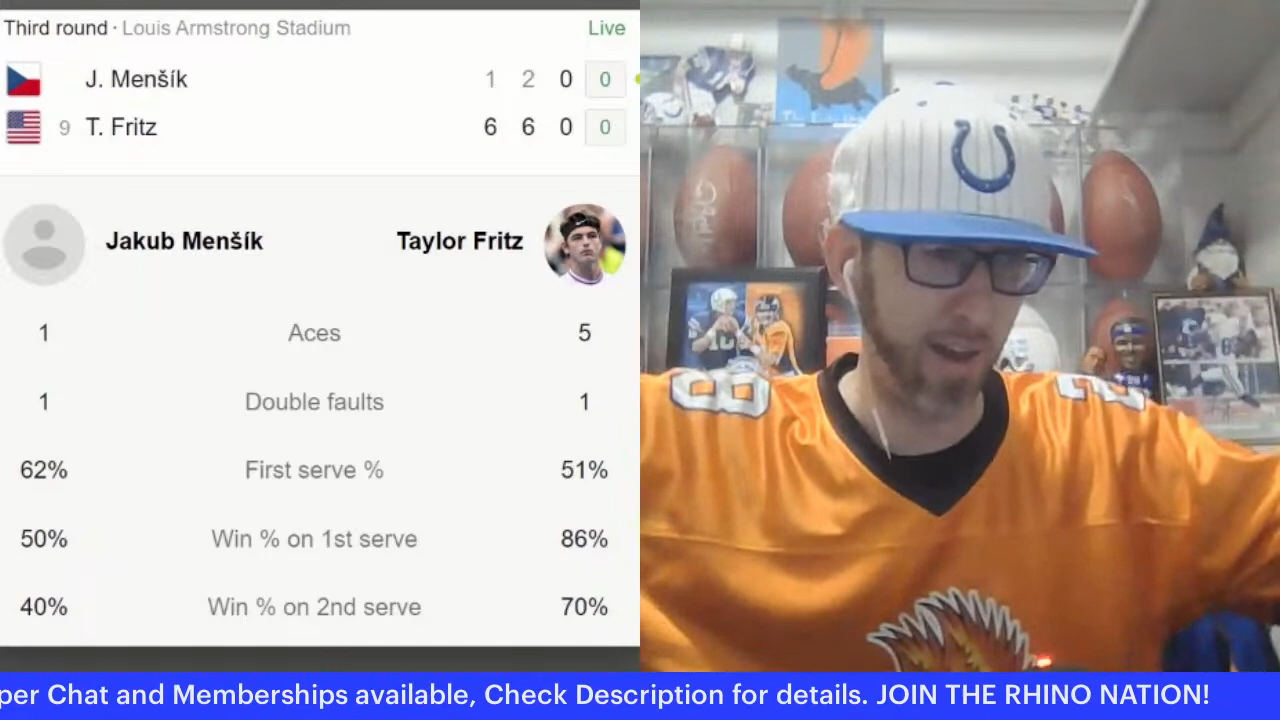 Third round · Louis Armstrong Stadium Live
J. Menšík 1 2 0 0
9 T. Fritz 6 6 0 0
Jakub Menšík Taylor Fritz
1 Aces 5
1 Double faults 1
62% First serve % 51%
50% Win % on 1st serve 86%
40% Win % on 2nd serve 70%
per Chat and Memberships available, Check Description for details. JOIN THE RHINO NATION!